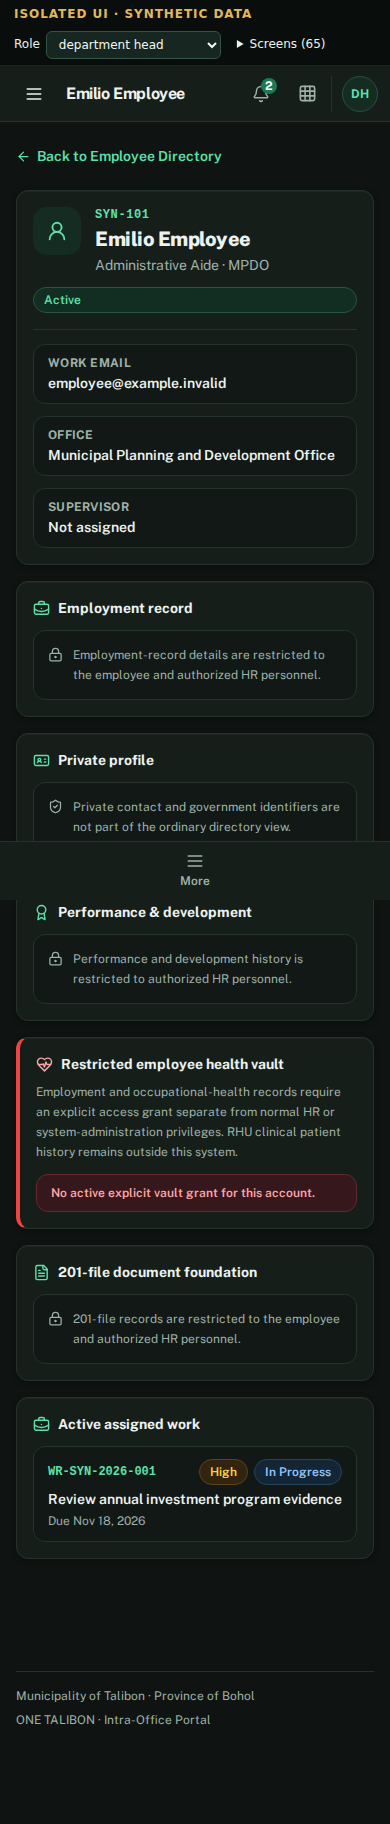 ISOLATED UI · SYNTHETIC DATA
Role department head ▶ Screens (65)
Emilio Employee 2 DH
← Back to Employee Directory
SYN-101
Emilio Employee
Administrative Aide · MPDO
Active
WORK EMAIL
employee@example.invalid
OFFICE
Municipal Planning and Development Office
SUPERVISOR
Not assigned
Employment record
Employment-record details are restricted to
the employee and authorized HR personnel.
Private profile
Private contact and government identifiers are
not part of the ordinary directory view.
More
Performance & development
Performance and development history is
restricted to authorized HR personnel.
Restricted employee health vault
Employment and occupational-health records require
an explicit access grant separate from normal HR or
system-administration privileges. RHU clinical patient
history remains outside this system.
No active explicit vault grant for this account.
201-file document foundation
201-file records are restricted to the employee
and authorized HR personnel.
Active assigned work
WR-SYN-2026-001 High In Progress
Review annual investment program evidence
Due Nov 18, 2026
Municipality of Talibon · Province of Bohol
ONE TALIBON · Intra-Office Portal